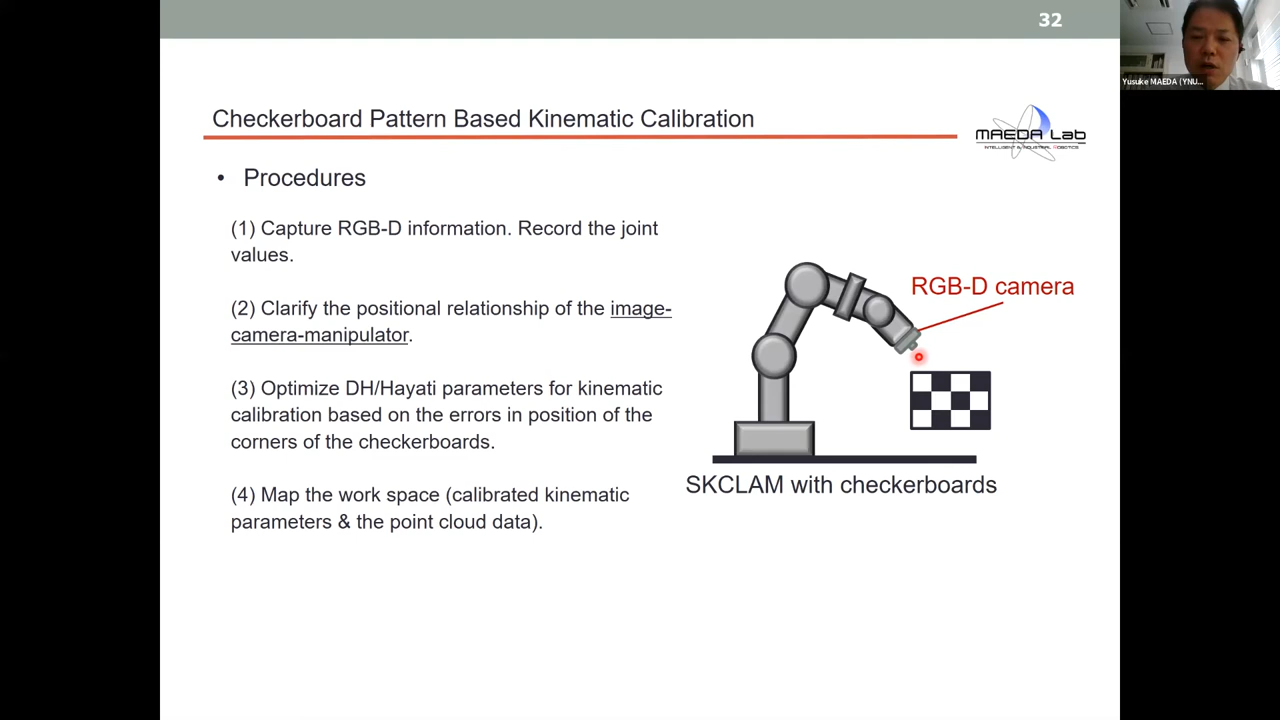 32
Yusuke MAEDA (YNU...
Checkerboard Pattern Based Kinematic Calibration
MAEDA Lab
INTELLIGENT & INDUSTRIAL ROBOTICS
• Procedures
(1) Capture RGB-D information. Record the joint
values.
(2) Clarify the positional relationship of the image-
camera-manipulator.
(3) Optimize DH/Hayati parameters for kinematic
calibration based on the errors in position of the
corners of the checkerboards.
(4) Map the work space (calibrated kinematic
parameters & the point cloud data).
RGB-D camera
SKCLAM with checkerboards